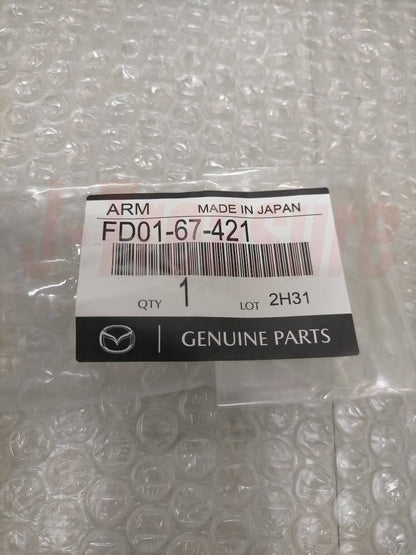 ARM MADE IN JAPAN
FD01-67-421
QTY 1 LOT 2H31
GENUINE PARTS